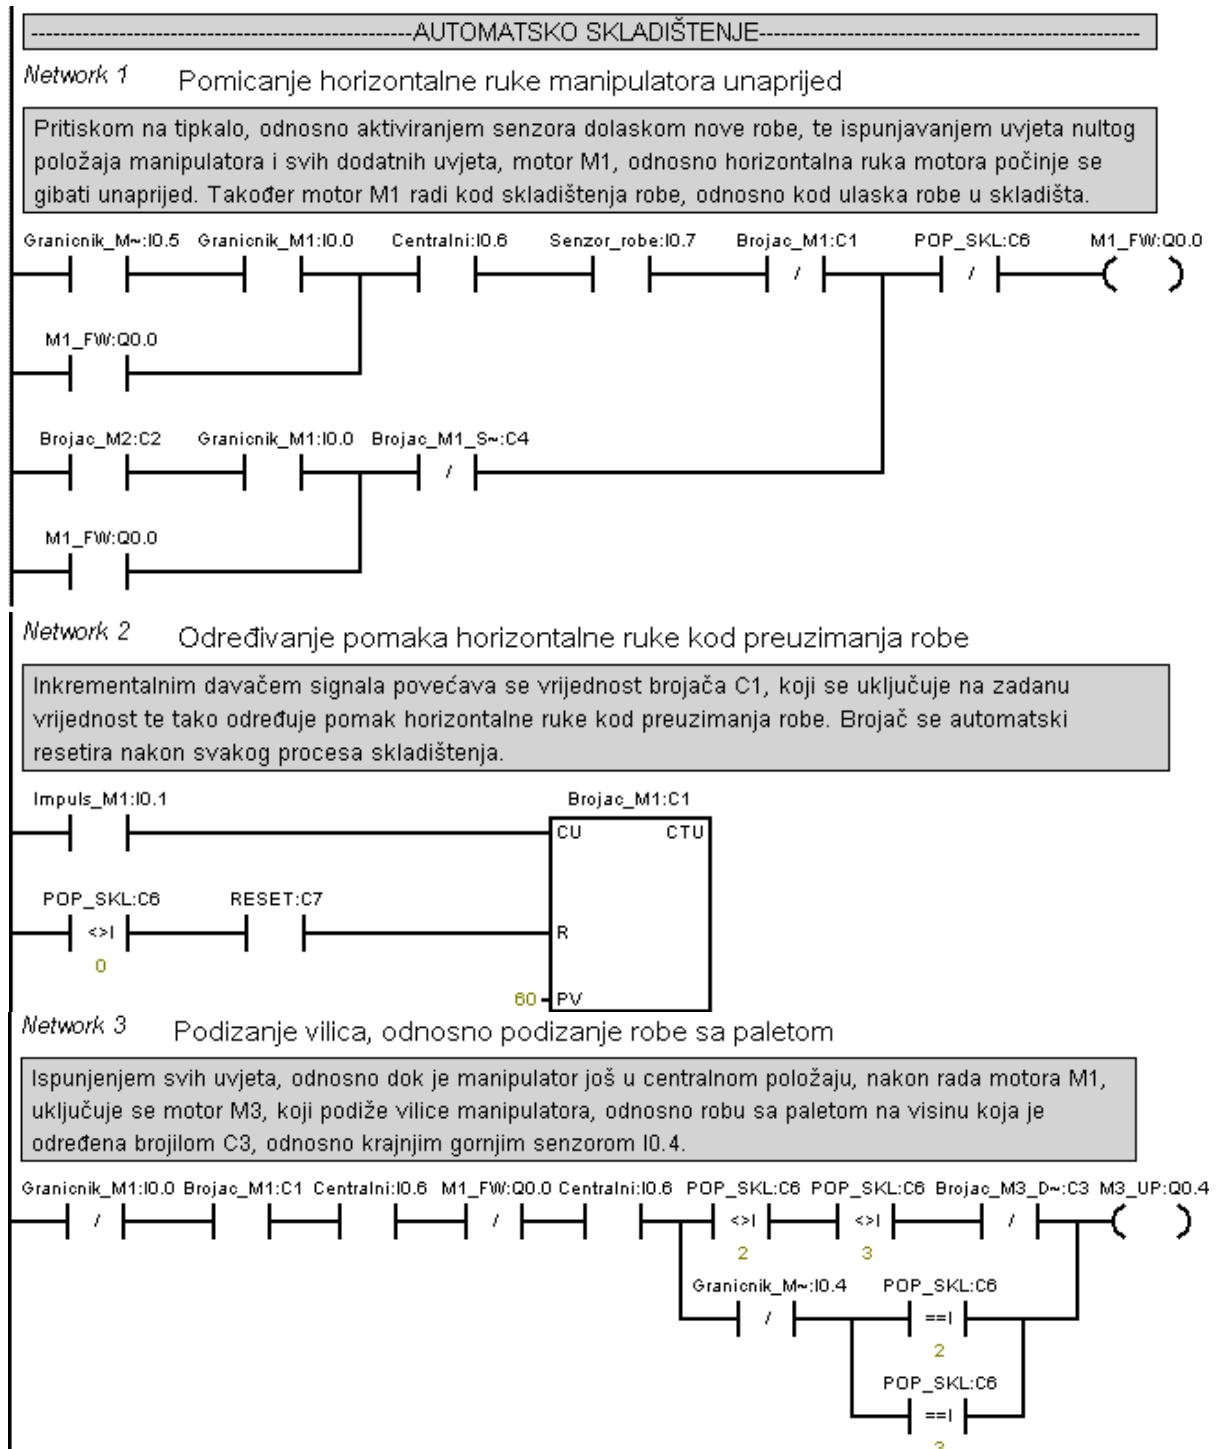 -----------------------------------------------------AUTOMATSKO SKLADIŠTENJE-----------------------------------------------------
Network 1 Pomicanje horizontalne ruke manipulatora unaprijed
Pritiskom na tipkalo, odnosno aktiviranjem senzora dolaskom nove robe, te ispunjavanjem uvjeta nultog
položaja manipulatora i svih dodatnih uvjeta, motor M1, odnosno horizontalna ruka motora počinje se
gibati unaprijed. Također motor M1 radi kod skladištenja robe, odnosno kod ulaska robe u skladišta.
Granicnik_M~:I0.5 Granicnik_M1:I0.0 Centralni:I0.6 Senzor_robe:I0.7 Brojac_M1:C1 POP_SKL:C6 M1_FW:Q0.0
/ /
M1_FW:Q0.0
Brojac_M2:C2 Granicnik_M1:I0.0 Brojac_M1_S~:C4
/
M1_FW:Q0.0
Network 2 Određivanje pomaka horizontalne ruke kod preuzimanja robe
Inkrementalnim davačem signala povećava se vrijednost brojača C1, koji se uključuje na zadanu
vrijednost te tako određuje pomak horizontalne ruke kod preuzimanja robe. Brojač se automatski
resetira nakon svakog procesa skladištenja.
Impuls_M1:I0.1 Brojac_M1:C1
CU CTU
POP_SKL:C6 RESET:C7
<>I R
0
60 PV
Network 3 Podizanje vilica, odnosno podizanje robe sa paletom
Ispunjenjem svih uvjeta, odnosno dok je manipulator još u centralnom položaju, nakon rada motora M1,
uključuje se motor M3, koji podiže vilice manipulatora, odnosno robu sa paletom na visinu koja je
određena brojilom C3, odnosno krajnjim gornjim senzorom I0.4.
Granicnik_M1:I0.0 Brojac_M1:C1 Centralni:I0.6 M1_FW:Q0.0 Centralni:I0.6 POP_SKL:C6 POP_SKL:C6 Brojac_M3_D~:C3 M3_UP:Q0.4
/ / <>I <>I /
2 3
Granicnik_M~:I0.4 POP_SKL:C6
/ ==I
2
POP_SKL:C6
==I
3